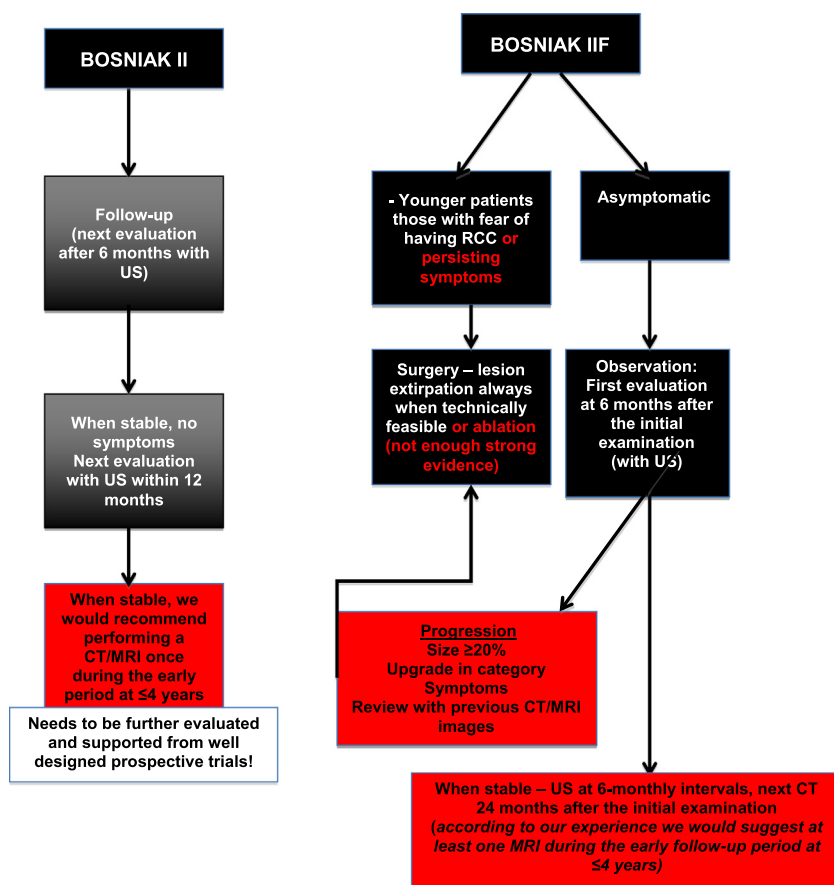 BOSNIAK II
Follow-up
(next evaluation
after 6 months with
US)
When stable, no
symptoms
Next evaluation
with US within 12
months
When stable, we
would recommend
performing a
CT/MRI once
during the early
period at ≤4 years
Needs to be further evaluated
and supported from well
designed prospective trials!
BOSNIAK IIF
- Younger patients
those with fear of
having RCC or
persisting
symptoms
Asymptomatic
Surgery – lesion
extirpation always
when technically
feasible or ablation
(not enough strong
evidence)
Observation:
First evaluation
at 6 months after
the initial
examination
(with US)
Progression
Size ≥20%
Upgrade in category
Symptoms
Review with previous CT/MRI
images
When stable – US at 6-monthly intervals, next CT
24 months after the initial examination
(according to our experience we would suggest at
least one MRI during the early follow-up period at
≤4 years)